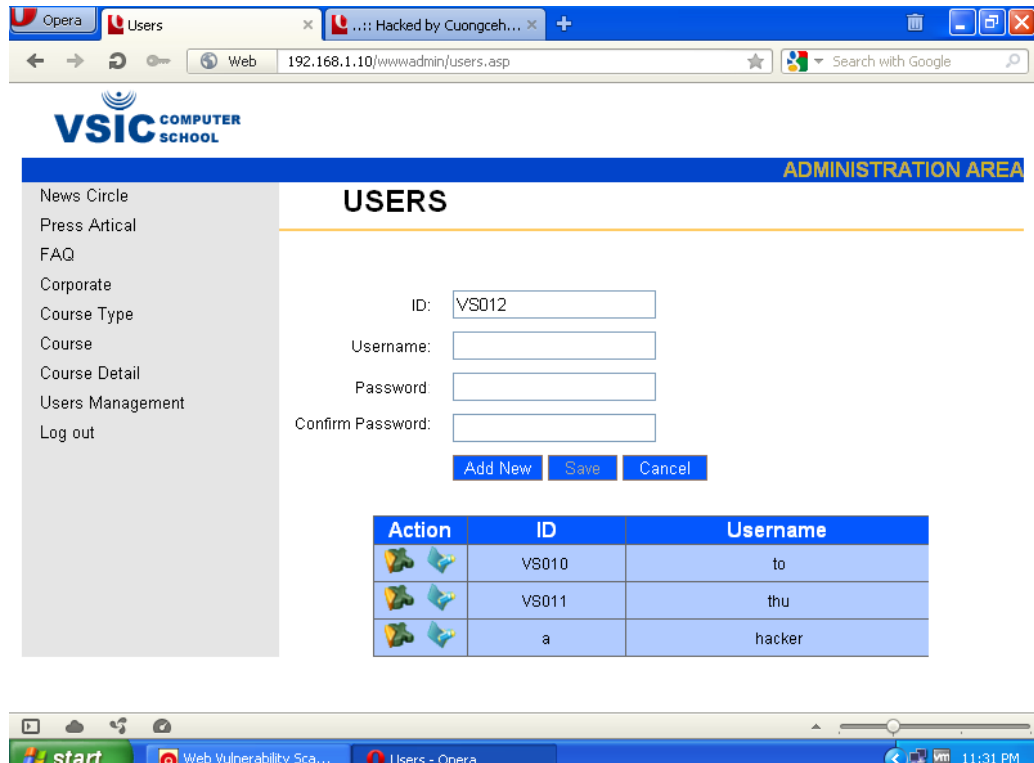 Opera
Users
..:: Hacked by Cuongceh...
Web
192.168.1.10/wwwadmin/users.asp
Search with Google
VSIC COMPUTER SCHOOL
ADMINISTRATION AREA
News Circle
Press Artical
FAQ
Corporate
Course Type
Course
Course Detail
Users Management
Log out
USERS
ID: VS012
Username:
Password:
Confirm Password:
Add New Save Cancel
Action ID Username
VS010 to
VS011 thu
a hacker
start
Web Vulnerability Sca...
Users - Opera
vm
11:31 PM